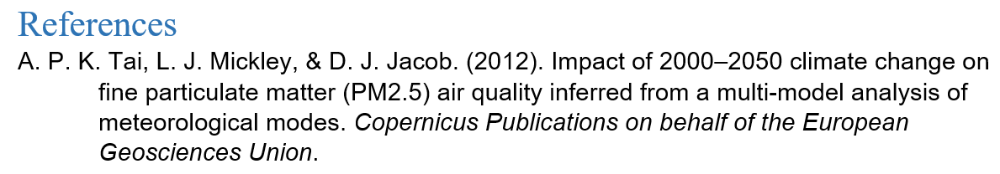 References
A. P. K. Tai, L. J. Mickley, & D. J. Jacob. (2012). Impact of 2000–2050 climate change on
fine particulate matter (PM2.5) air quality inferred from a multi-model analysis of
meteorological modes. Copernicus Publications on behalf of the European
Geosciences Union.